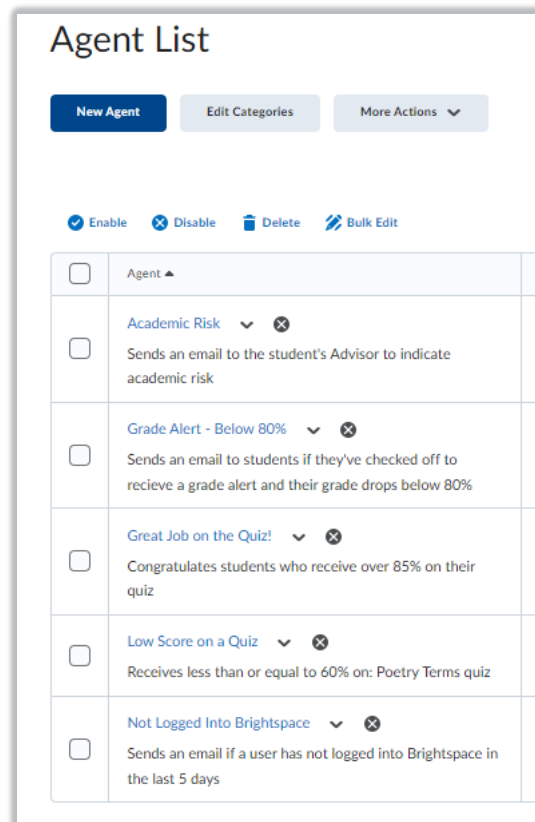 Agent List
New Agent Edit Categories More Actions
Enable Disable Delete Bulk Edit
Agent
Academic Risk
Sends an email to the student's Advisor to indicate
academic risk
Grade Alert - Below 80%
Sends an email to students if they've checked off to
recieve a grade alert and their grade drops below 80%
Great Job on the Quiz!
Congratulates students who receive over 85% on their
quiz
Low Score on a Quiz
Receives less than or equal to 60% on: Poetry Terms quiz
Not Logged Into Brightspace
Sends an email if a user has not logged into Brightspace in
the last 5 days